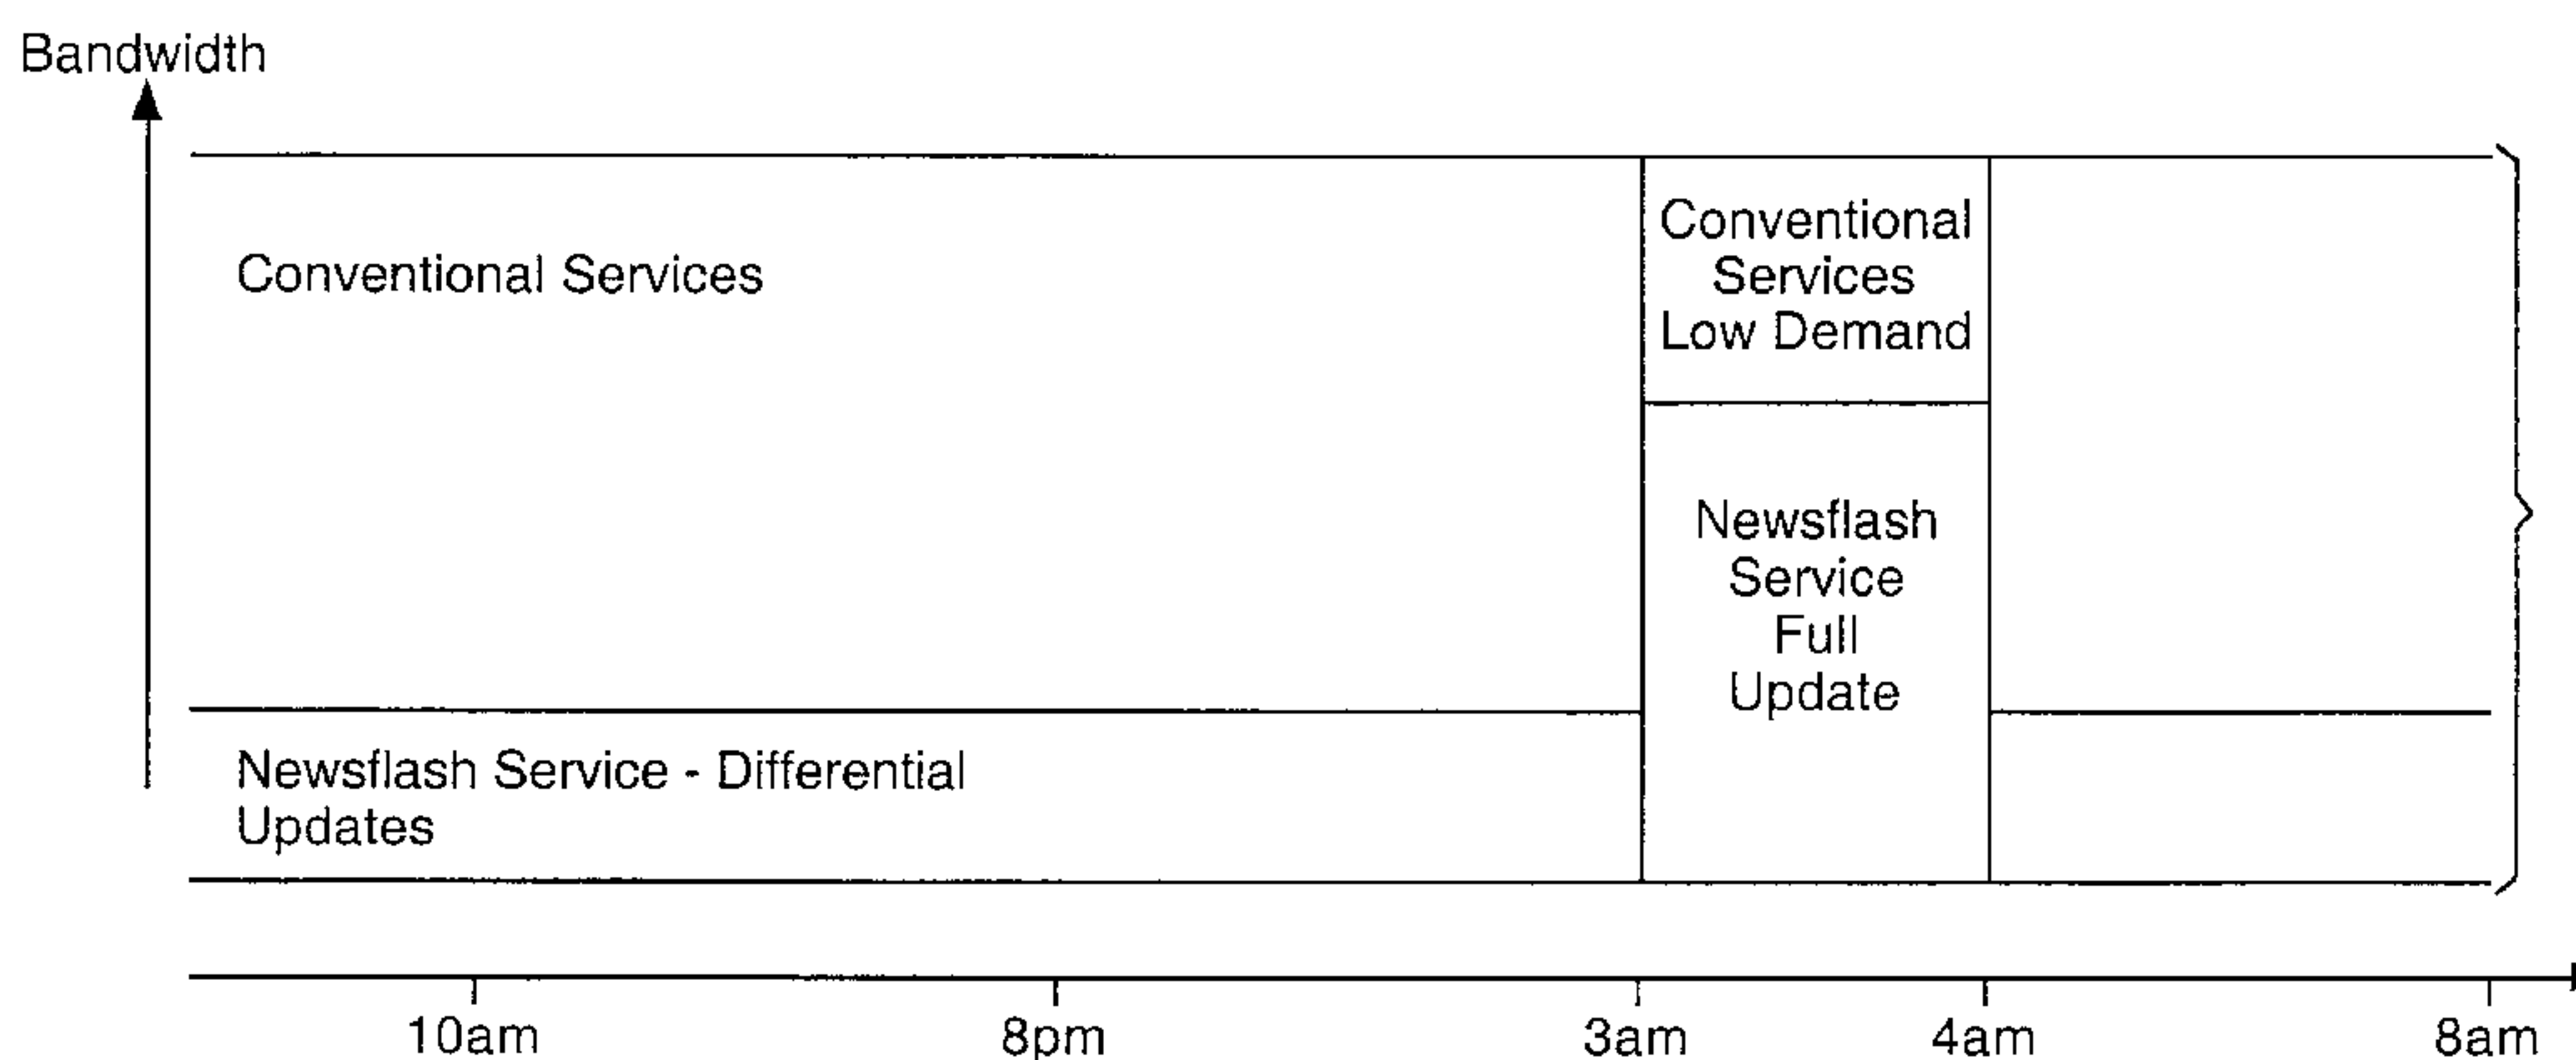 Bandwidth
Conventional Services
Conventional
Services
Low Demand
Newsflash
Service
Full
Update
Newsflash Service - Differential
Updates
10am
8pm
3am
4am
8am